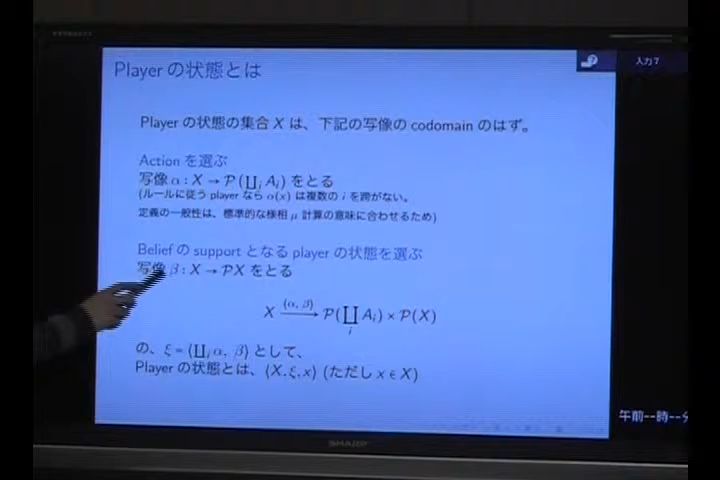 Player の状態とは
入力7
Player の状態の集合 X は、下記の写像の codomain のはず。
Action を選ぶ
写像 α : X → P(∐ᵢ Aᵢ) をとる
(ルールに従う player なら α(x) は複数の i を跨がない。
定義の一般性は、標準的な様相 μ 計算の意味に合わせるため)
Belief の support となる player の状態を選ぶ
写像 β : X → PX をとる
X —(α, β)→ P(∐ᵢ Aᵢ) × P(X)
の、ξ = (∐ᵢ α, β) として、
Player の状態とは、(X, ξ, x) (ただし x ∈ X)
午前--時--分
SHARP